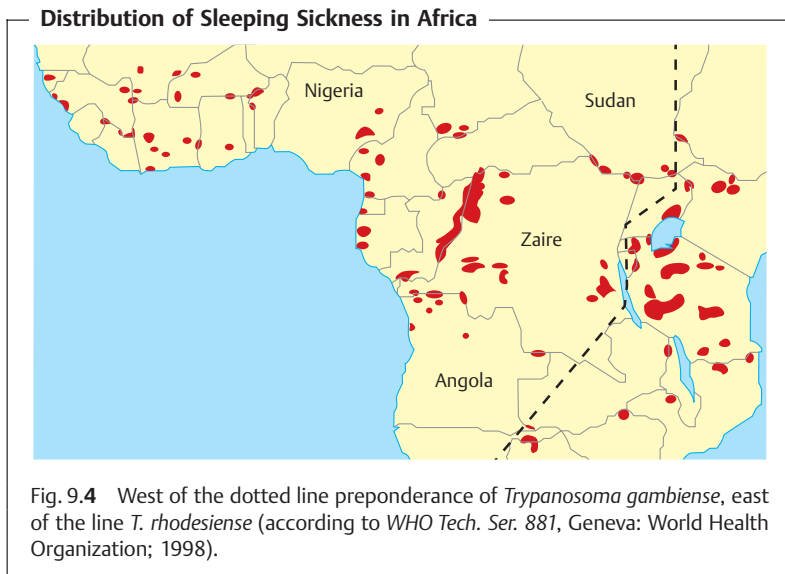 Distribution of Sleeping Sickness in Africa
Nigeria
Sudan
Zaire
Angola
Fig. 9.4 West of the dotted line preponderance of Trypanosoma gambiense, east
of the line T. rhodesiense (according to WHO Tech. Ser. 881, Geneva: World Health
Organization; 1998).